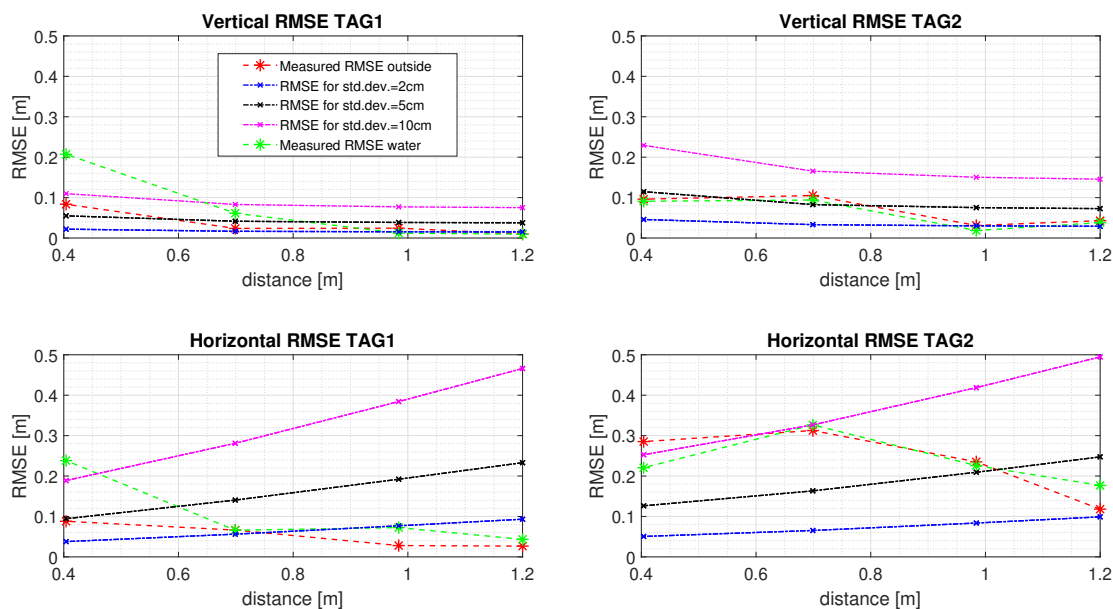 Vertical RMSE TAG1
0.5
0.4
0.3
0.2
0.1
0
RMSE [m]
Measured RMSE outside
RMSE for std.dev.=2cm
RMSE for std.dev.=5cm
RMSE for std.dev.=10cm
Measured RMSE water
0.4 0.6 0.8 1 1.2
distance [m]
Vertical RMSE TAG2
0.5
0.4
0.3
0.2
0.1
0
RMSE [m]
0.4 0.6 0.8 1 1.2
distance [m]
Horizontal RMSE TAG1
0.5
0.4
0.3
0.2
0.1
0
RMSE [m]
0.4 0.6 0.8 1 1.2
distance [m]
Horizontal RMSE TAG2
0.5
0.4
0.3
0.2
0.1
0
RMSE [m]
0.4 0.6 0.8 1 1.2
distance [m]